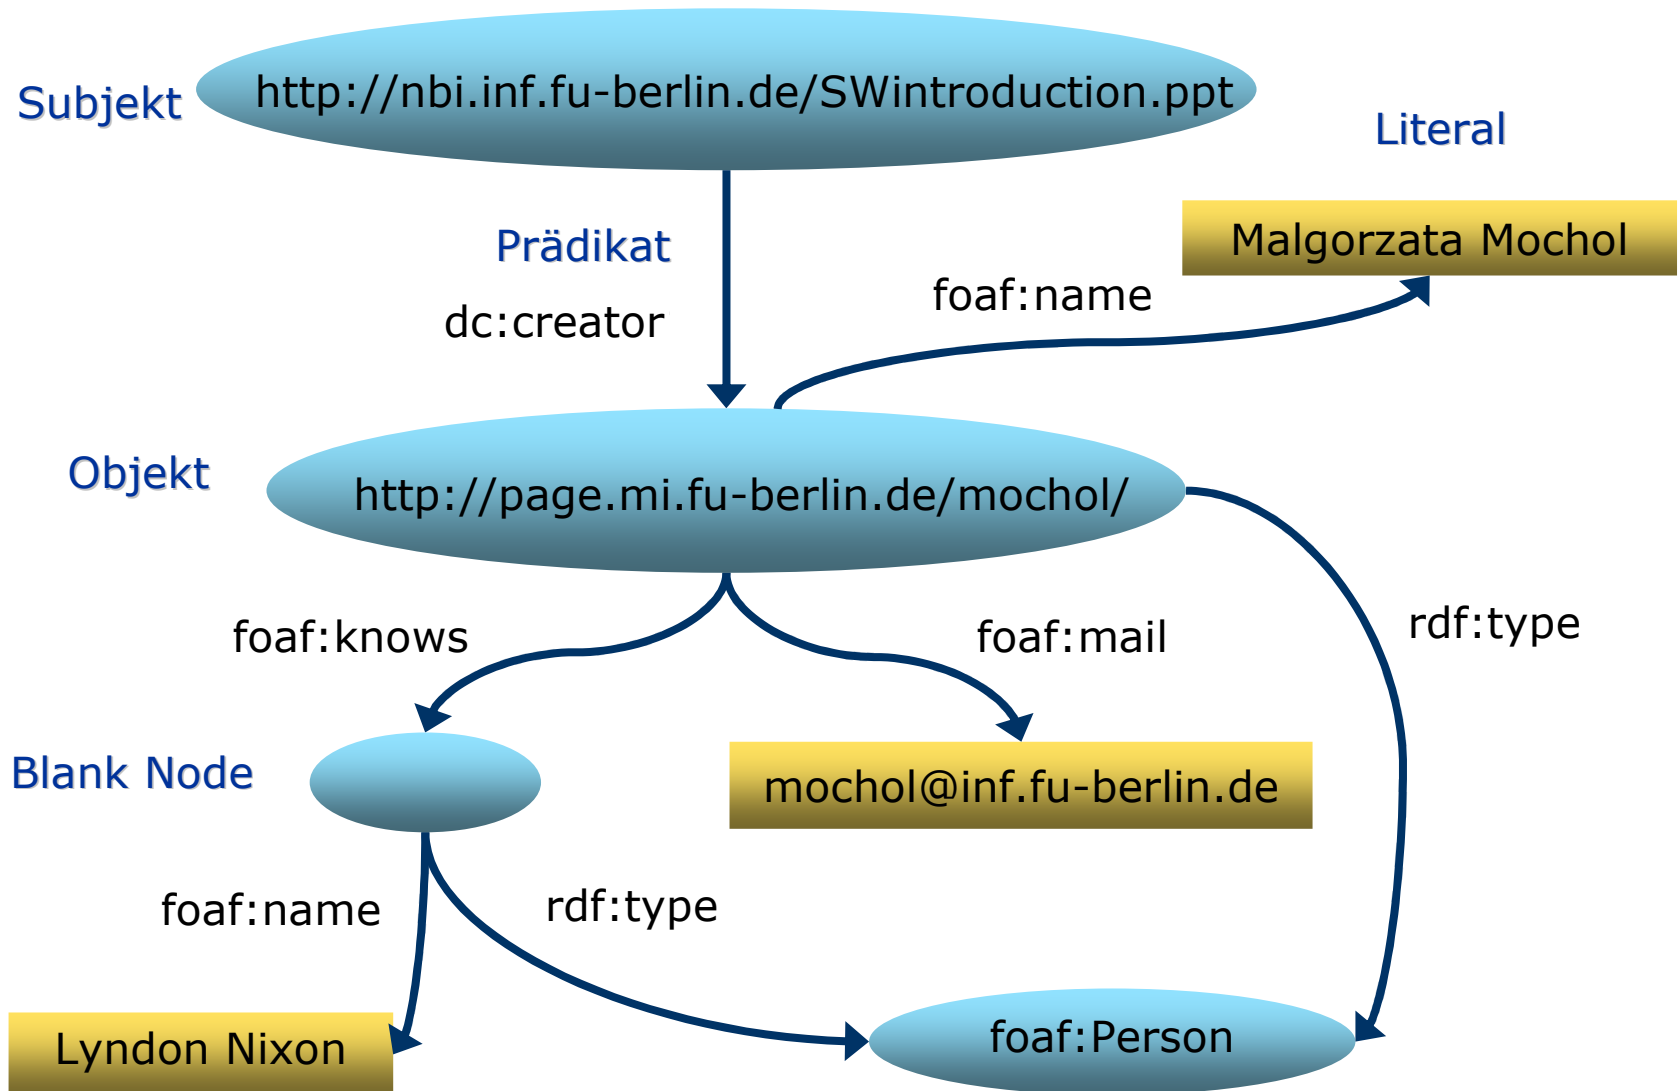 Subjekt
http://nbi.inf.fu-berlin.de/SWintroduction.ppt
Literal
Malgorzata Mochol
Prädikat
foaf:name
dc:creator
Objekt
http://page.mi.fu-berlin.de/mochol/
foaf:knows
foaf:mail
rdf:type
Blank Node
mochol@inf.fu-berlin.de
foaf:name
rdf:type
Lyndon Nixon
foaf:Person